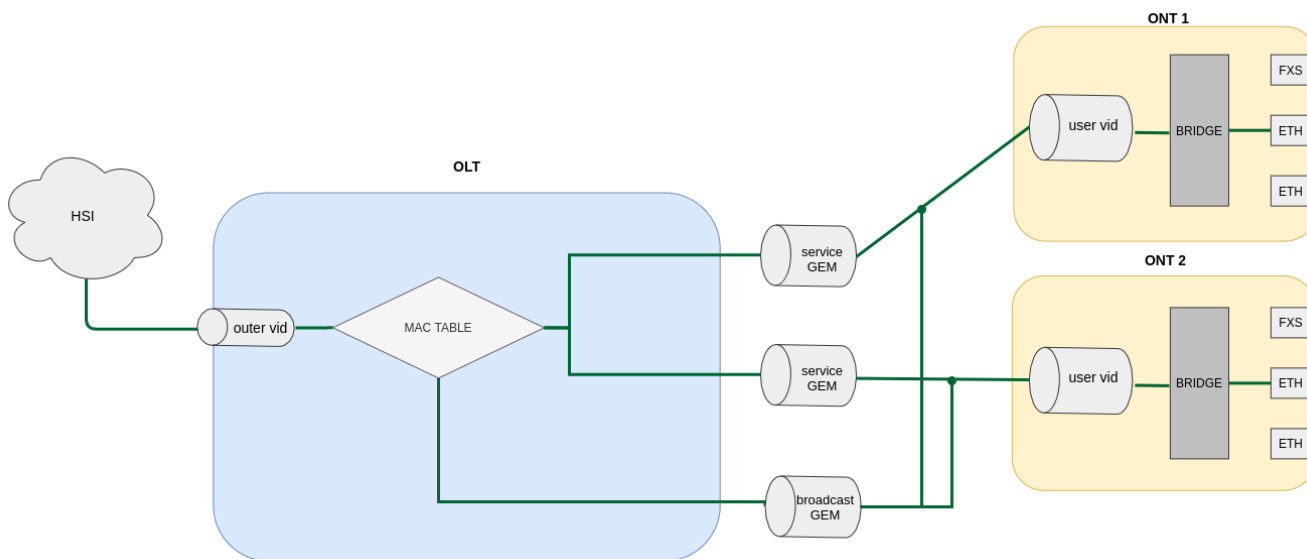 ONT 1
FXS
user vid
BRIDGE
ETH
ETH
OLT
HSI
service
GEM
ONT 2
outer vid
MAC TABLE
FXS
service
GEM
user vid
BRIDGE
ETH
ETH
broadcast
GEM